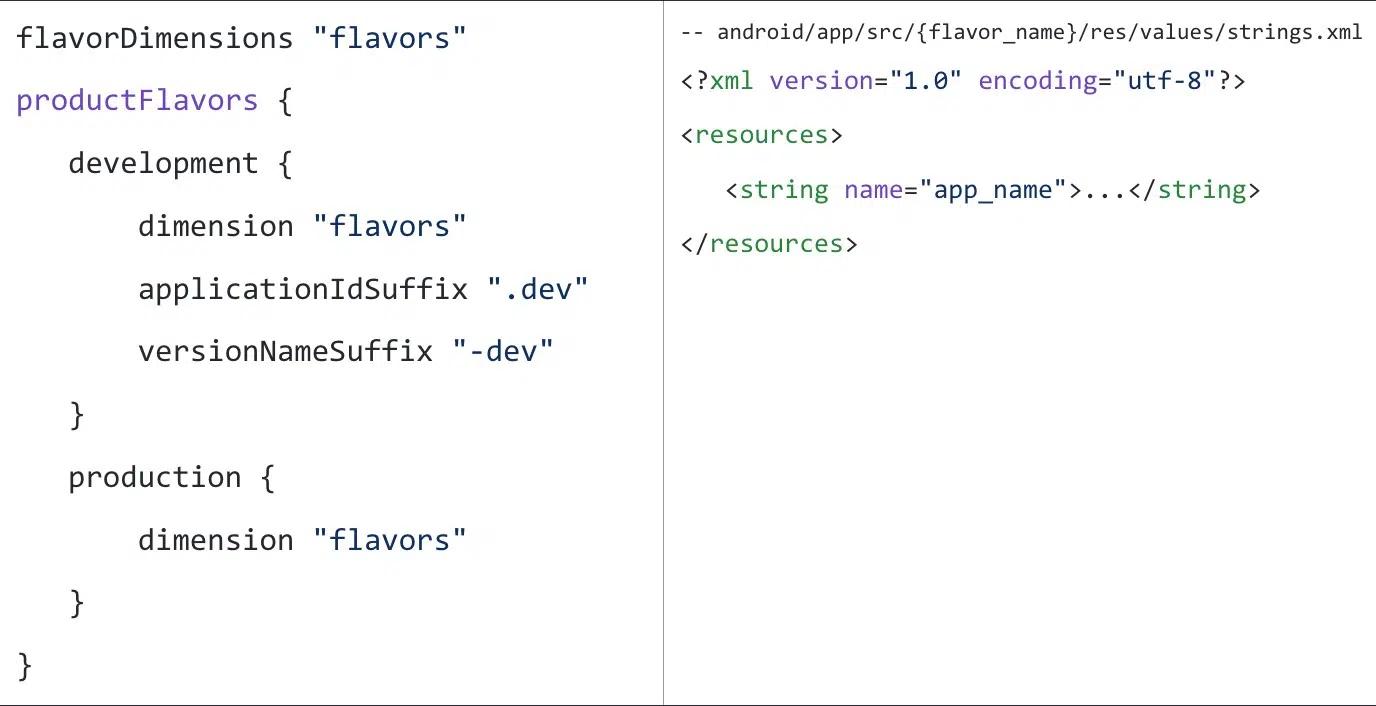 flavorDimensions "flavors"
productFlavors {
development {
dimension "flavors"
applicationIdSuffix ".dev"
versionNameSuffix "-dev"
}
production {
dimension "flavors"
}
}
-- android/app/src/{flavor_name}/res/values/strings.xml
<?xml version="1.0" encoding="utf-8"?>
<resources>
<string name="app_name">...</string>
</resources>